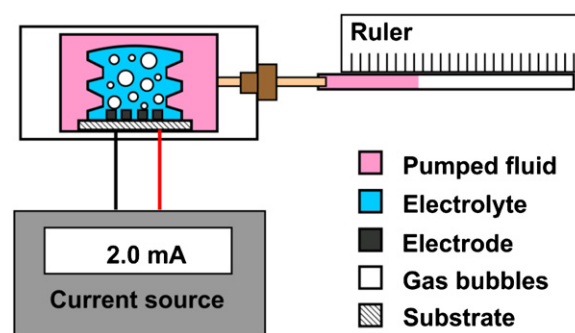 Ruler
Pumped fluid
Electrolyte
Electrode
Gas bubbles
Substrate
2.0 mA
Current source